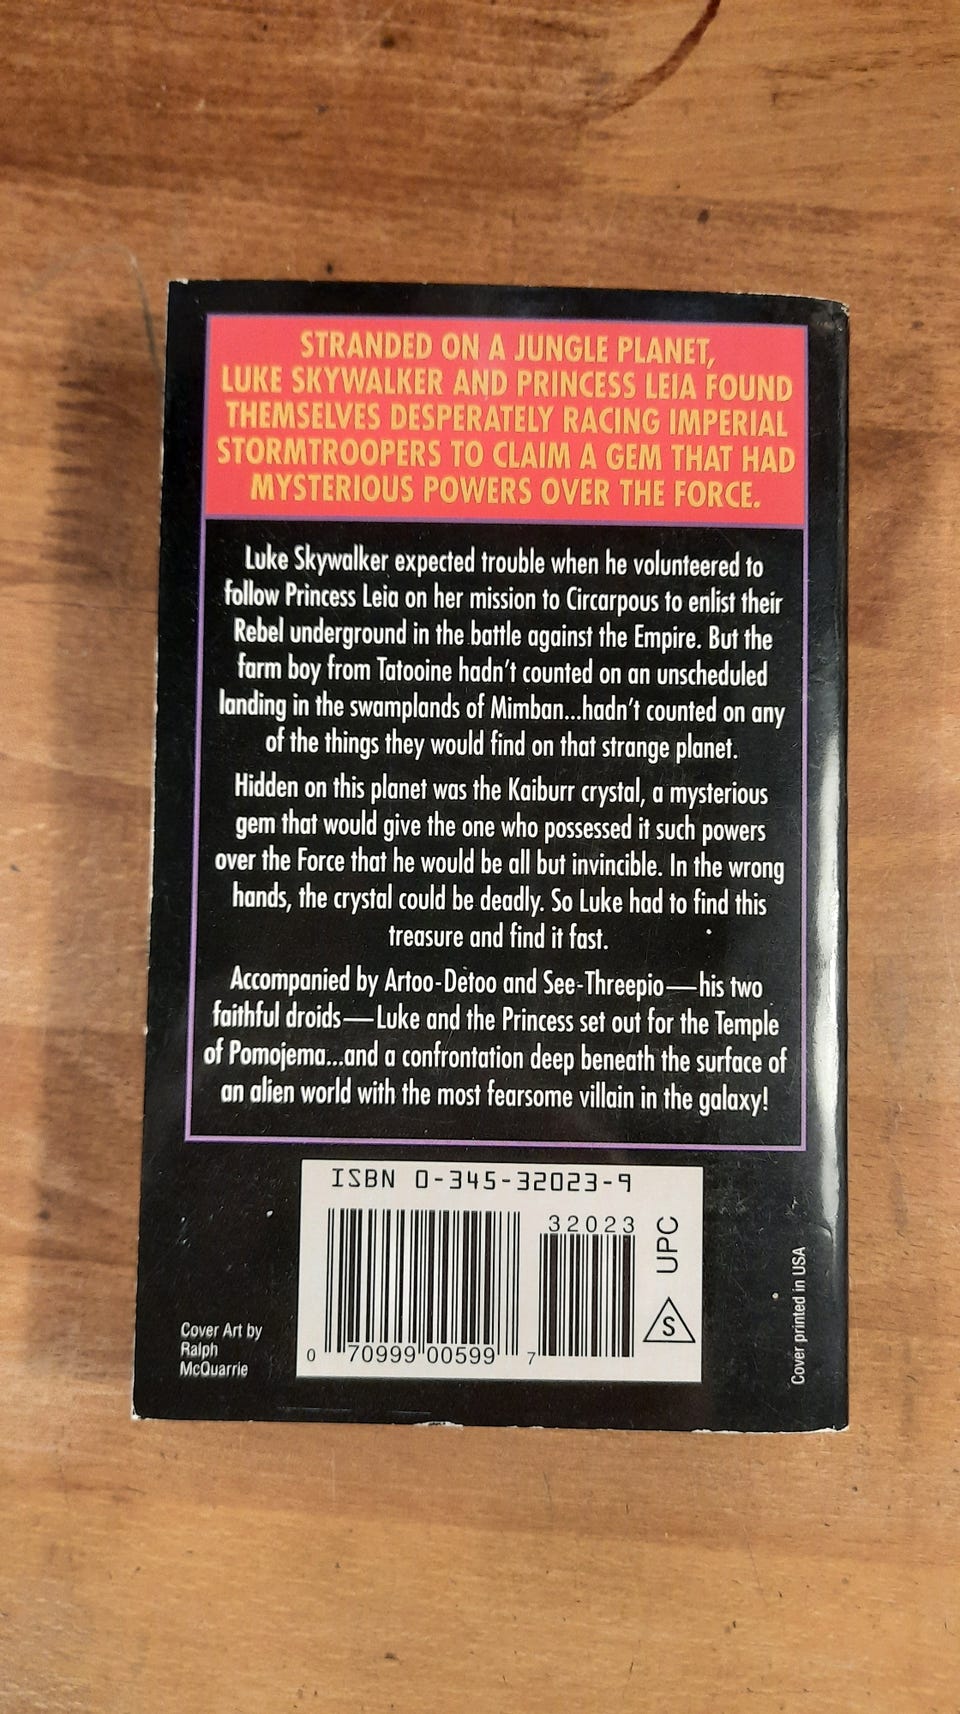 STRANDED ON A JUNGLE PLANET,
LUKE SKYWALKER AND PRINCESS LEIA FOUND
THEMSELVES DESPERATELY RACING IMPERIAL
STORMTROOPERS TO CLAIM A GEM THAT HAD
MYSTERIOUS POWERS OVER THE FORCE.
Luke Skywalker expected trouble when he volunteered to
follow Princess Leia on her mission to Circarpous to enlist their
Rebel underground in the battle against the Empire. But the
farm boy from Tatooine hadn't counted on an unscheduled
landing in the swamplands of Mimban...hadn't counted on any
of the things they would find on that strange planet.
Hidden on this planet was the Kaiburr crystal, a mysterious
gem that would give the one who possessed it such powers
over the Force that he would be all but invincible. In the wrong
hands, the crystal could be deadly. So Luke had to find this
treasure and find it fast.
Accompanied by Artoo-Detoo and See-Threepio—his two
faithful droids—Luke and the Princess set out for the Temple
of Pomojema...and a confrontation deep beneath the surface of
an alien world with the most fearsome villain in the galaxy!
ISBN 0-345-32023-9
32023
0 70999 00599 7
UPC
S
Cover Art by
Ralph
McQuarrie
Cover printed in USA